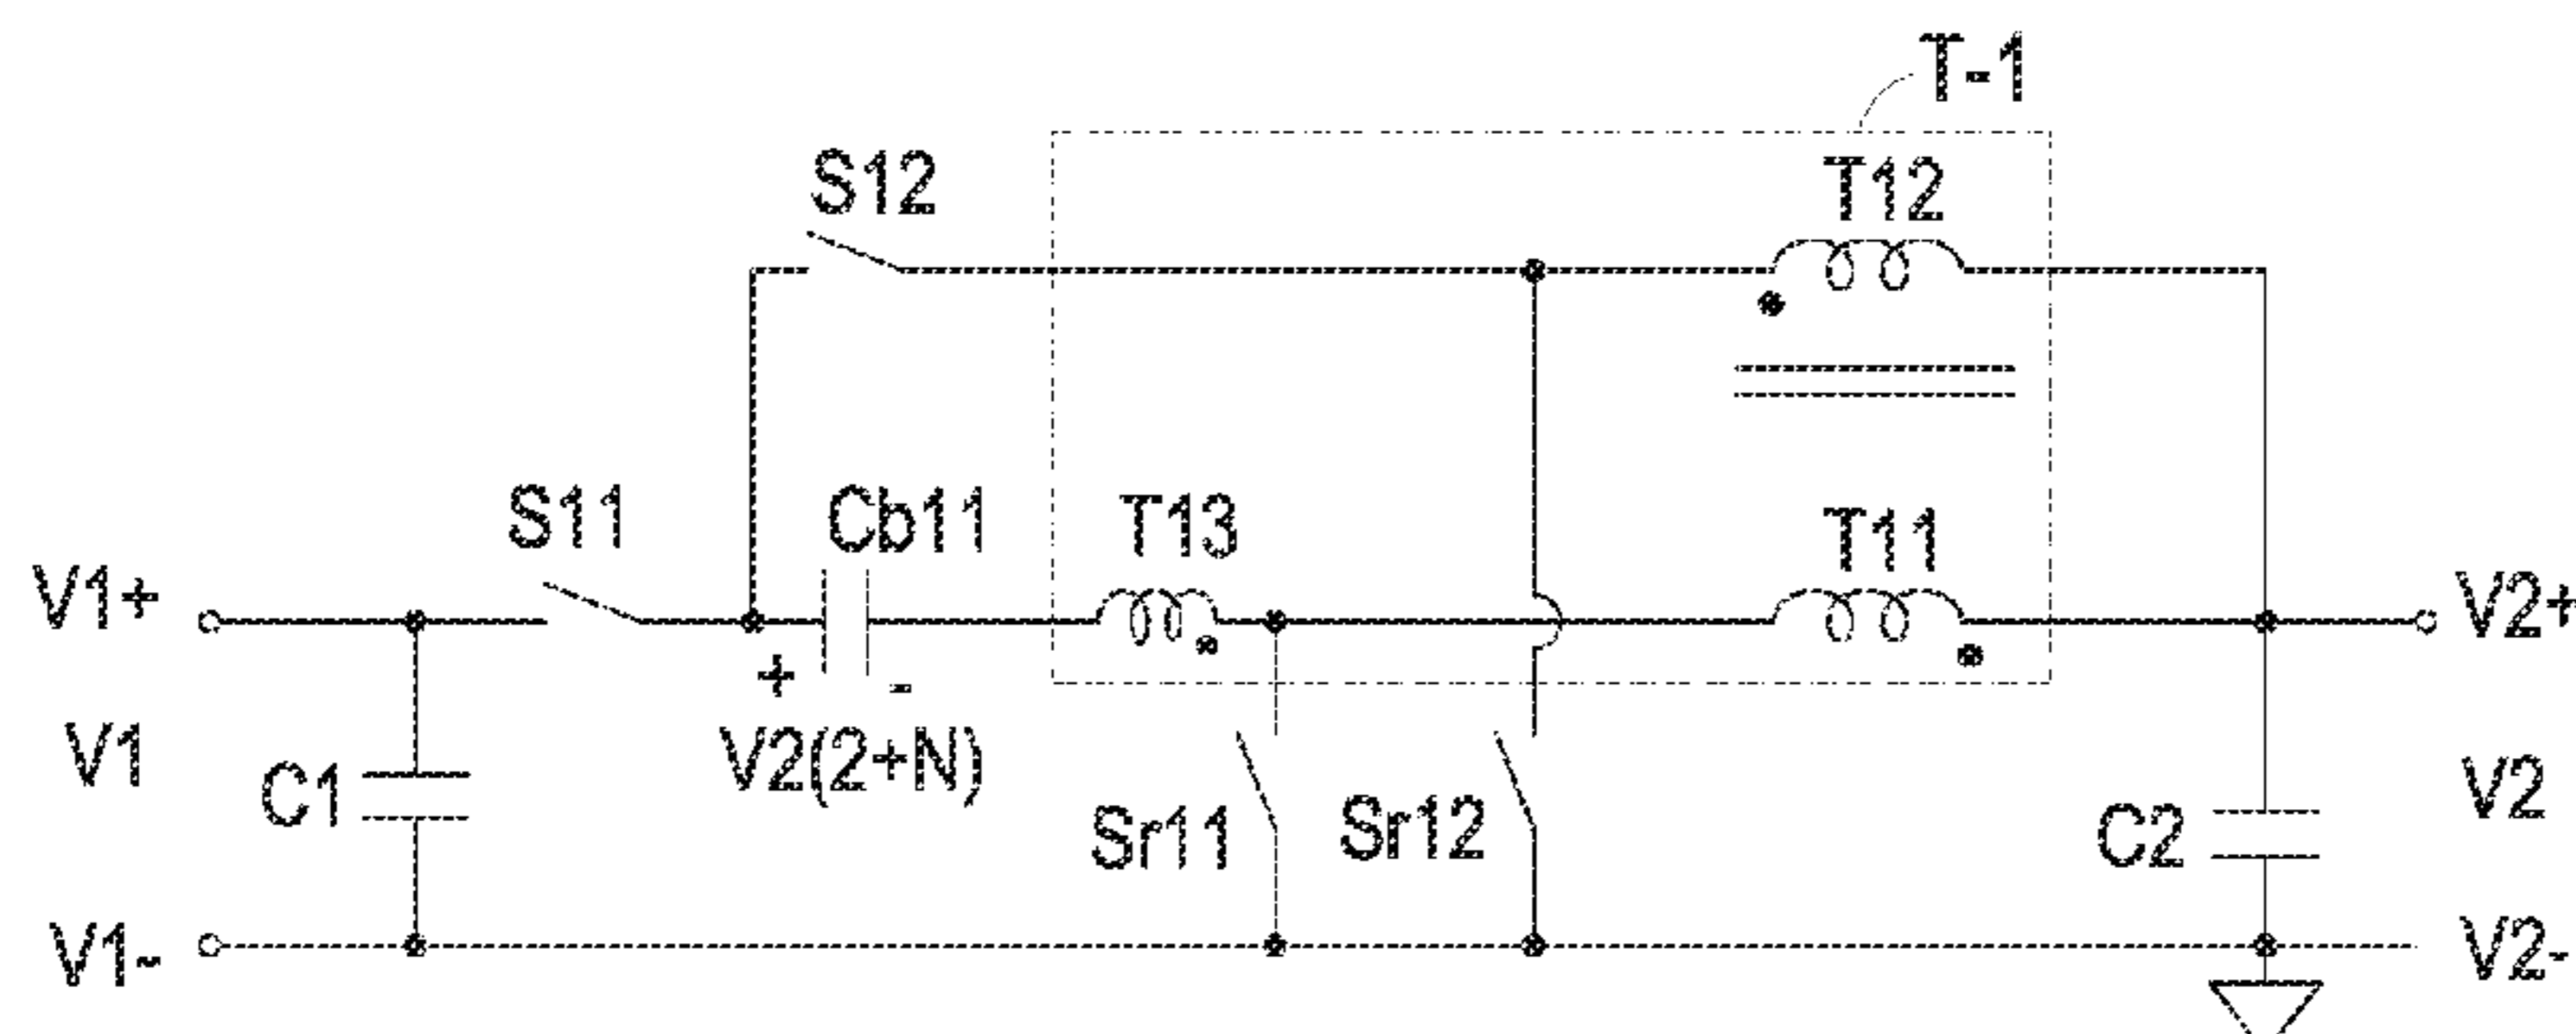 T-1
S12
T12
S11
Cb11
T13
T11
V1+
V2+
+
-
V2(2+N)
V1
C1
Sr11
Sr12
C2
V2
V1-
V2-